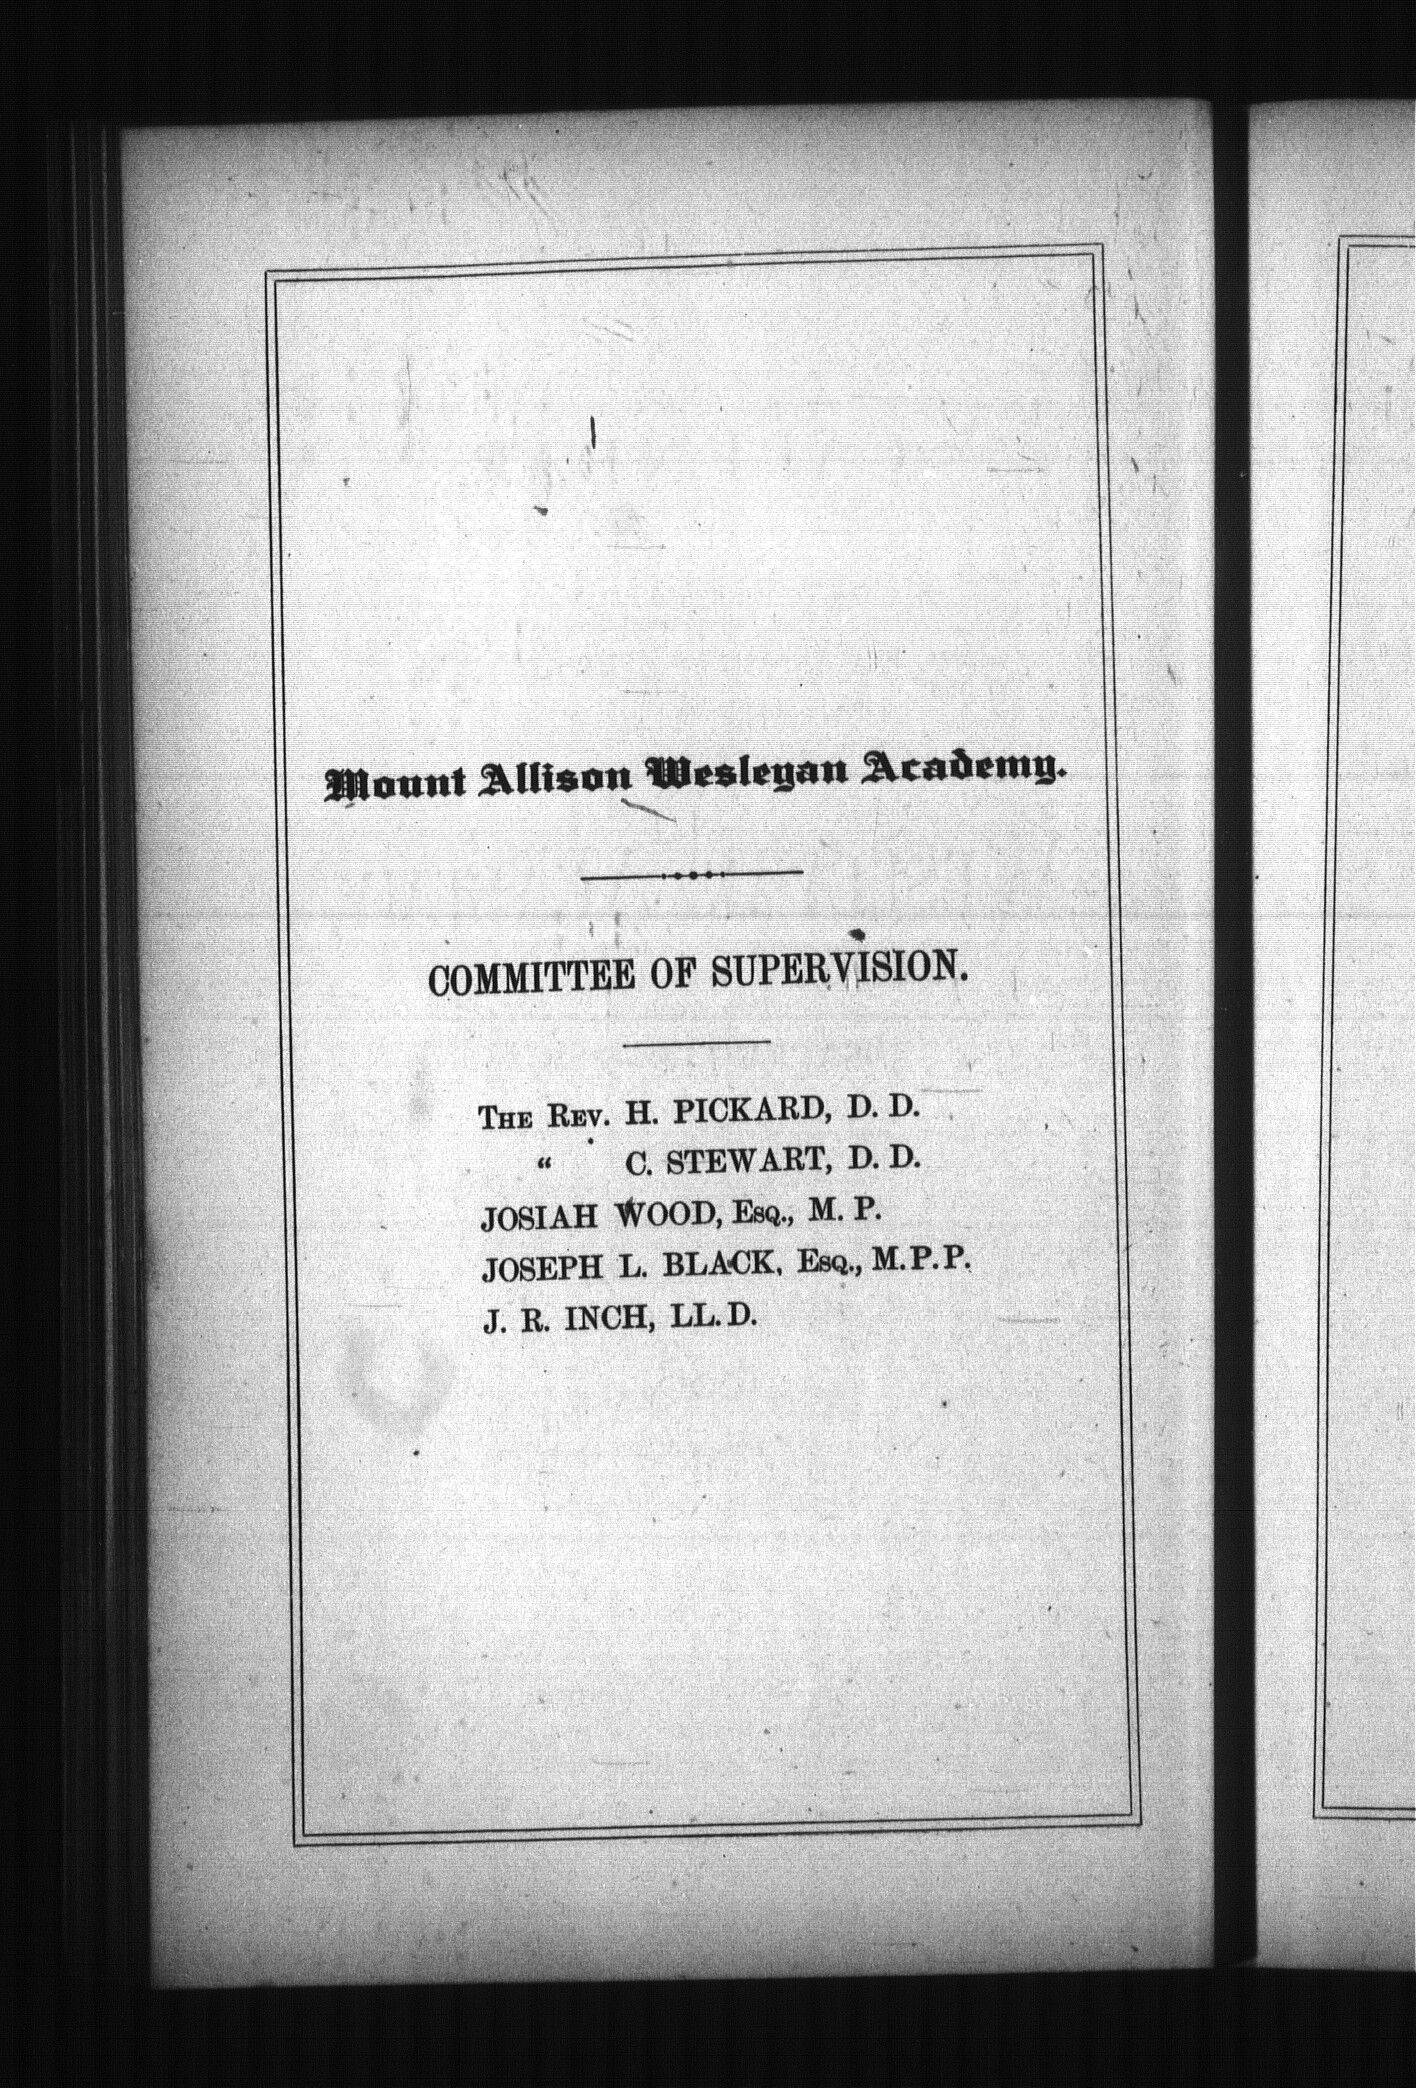 Mount Allison Wesleyan Academy.
COMMITTEE OF SUPERVISION.
THE REV. H. PICKARD, D. D.
“ C. STEWART, D. D.
JOSIAH WOOD, ESQ., M. P.
JOSEPH L. BLACK, ESQ., M.P.P.
J. R. INCH, LL.D.